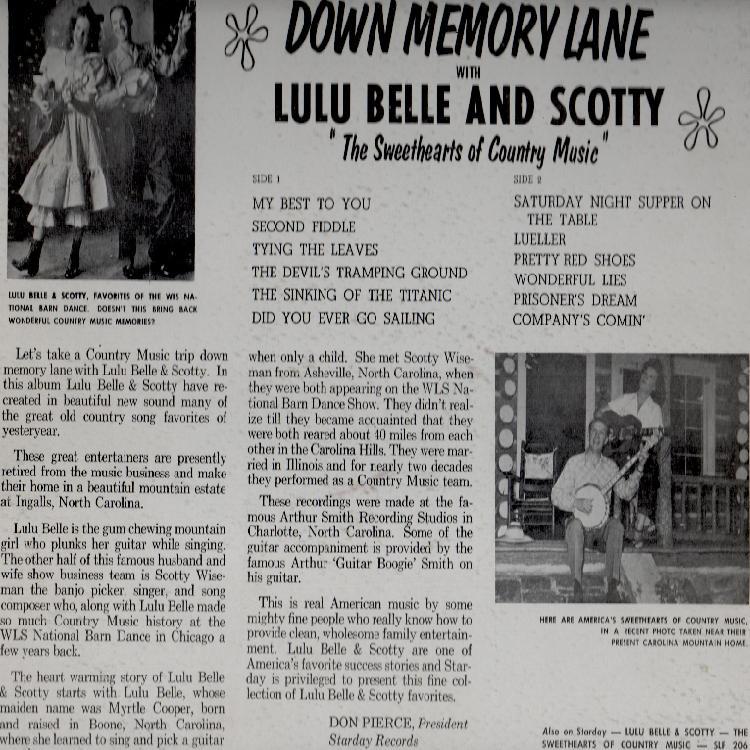 DOWN MEMORY LANE
WITH
LULU BELLE AND SCOTTY
"The Sweethearts of Country Music"
SIDE 1
MY BEST TO YOU
SECOND FIDDLE
TYING THE LEAVES
THE DEVIL'S TRAMPING GROUND
THE SINKING OF THE TITANIC
DID YOU EVER GO SAILING
SIDE 2
SATURDAY NIGHT SUPPER ON
THE TABLE
LUELLER
PRETTY RED SHOES
WONDERFUL LIES
PRISONER'S DREAM
COMPANY'S COMIN'
LULU BELLE & SCOTTY, FAVORITES OF THE WLS NA-
TIONAL BARN DANCE. DOESN'T THIS BRING BACK
WONDERFUL COUNTRY MUSIC MEMORIES?
Let's take a Country Music trip down
memory lane with Lulu Belle & Scotty. In
this album Lulu Belle & Scotty have re-
created in beautiful new sound many of
the great old country song favorites of
yesteryear.
These great entertainers are presently
retired from the music business and make
their home in a beautiful mountain estate
at Ingalls, North Carolina.
Lulu Belle is the gum chewing mountain
girl who plunks her guitar while singing.
The other half of this famous husband and
wife show business team is Scotty Wise-
man the banjo picker, singer, and song
composer who, along with Lulu Belle made
so much Country Music history at the
WLS National Barn Dance in Chicago a
few years back.
The heart warming story of Lulu Belle
& Scotty starts with Lulu Belle, whose
maiden name was Myrtle Cooper, born
and raised in Boone, North Carolina,
where she learned to sing and pick a guitar
when only a child. She met Scotty Wise-
man from Asheville, North Carolina, when
they were both appearing on the WLS Na-
tional Barn Dance Show. They didn't real-
ize till they became accuainted that they
were both reared about 40 miles from each
other in the Carolina Hills. They were mar-
ried in Illinois and for nearly two decades
they performed as a Country Music team.
These recordings were made at the fa-
mous Arthur Smith Recording Studios in
Charlotte, North Carolina. Some of the
guitar accompaniment is provided by the
famous Arthur 'Guitar Boogie' Smith on
his guitar.
This is real American music by some
mighty fine people who really know how to
provide clean, wholesome family entertain-
ment. Lulu Belle & Scotty are one of
America's favorite success stories and Star-
day is privileged to present this fine col-
lection of Lulu Belle & Scotty favorites.
DON PIERCE, President
Starday Records
HERE ARE AMERICA'S SWEETHEARTS OF COUNTRY MUSIC,
IN A RECENT PHOTO TAKEN NEAR THEIR
PRESENT CAROLINA MOUNTAIN HOME.
Also on Starday — LULU BELLE & SCOTTY — THE
SWEETHEARTS OF COUNTRY MUSIC — SLP 206